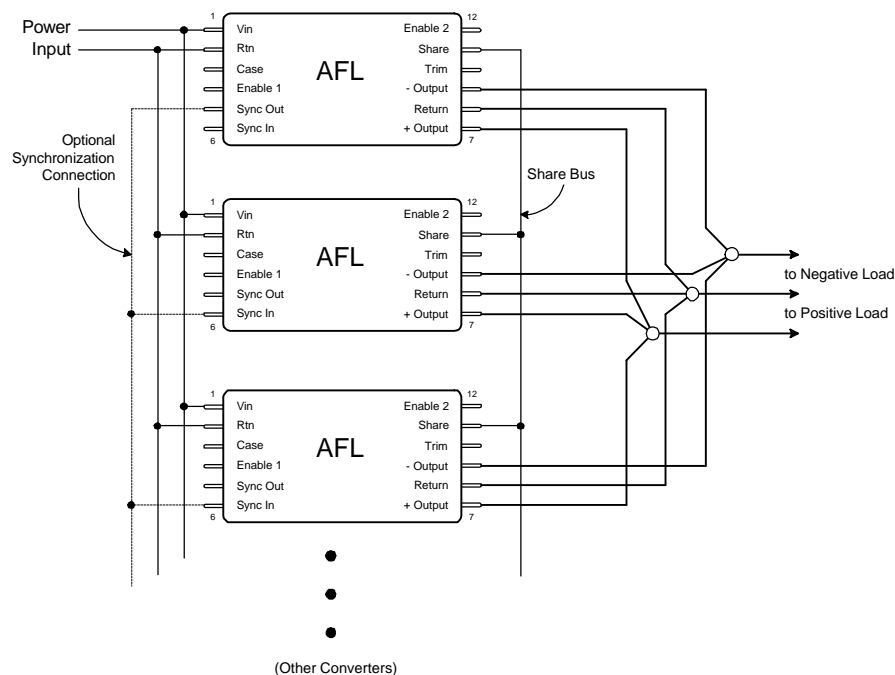 Power
Input
1
Vin
Rtn
Case
Enable 1
Sync Out
Sync In
6
AFL
12
Enable 2
Share
Trim
- Output
Return
+ Output
7
Optional
Synchronization
Connection
Share Bus
1
Vin
Rtn
Case
Enable 1
Sync Out
Sync In
6
AFL
12
Enable 2
Share
Trim
- Output
Return
+ Output
7
to Negative Load
to Positive Load
1
Vin
Rtn
Case
Enable 1
Sync Out
Sync In
6
AFL
12
Enable 2
Share
Trim
- Output
Return
+ Output
7
(Other Converters)